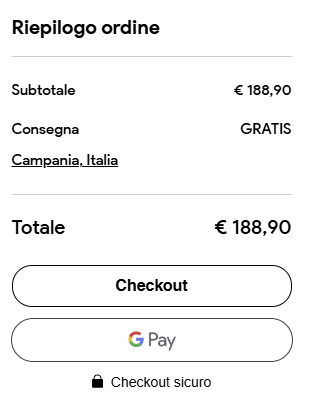 Riepilogo ordine
Subtotale € 188,90
Consegna GRATIS
Campania, Italia
Totale € 188,90
Checkout
G Pay
Checkout sicuro